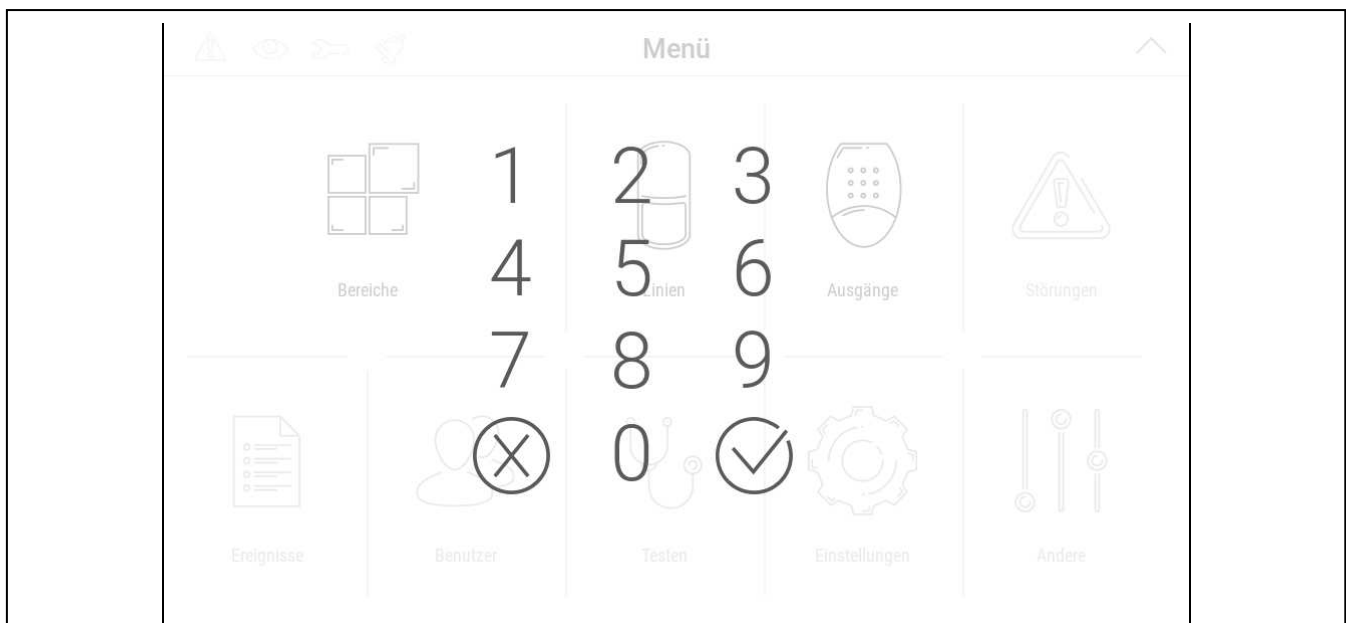 Menü
1 2 3
4 5 6
Bereiche Linien Ausgänge Störungen
7 8 9
0
Ereignisse Benutzer Testen Einstellungen Andere